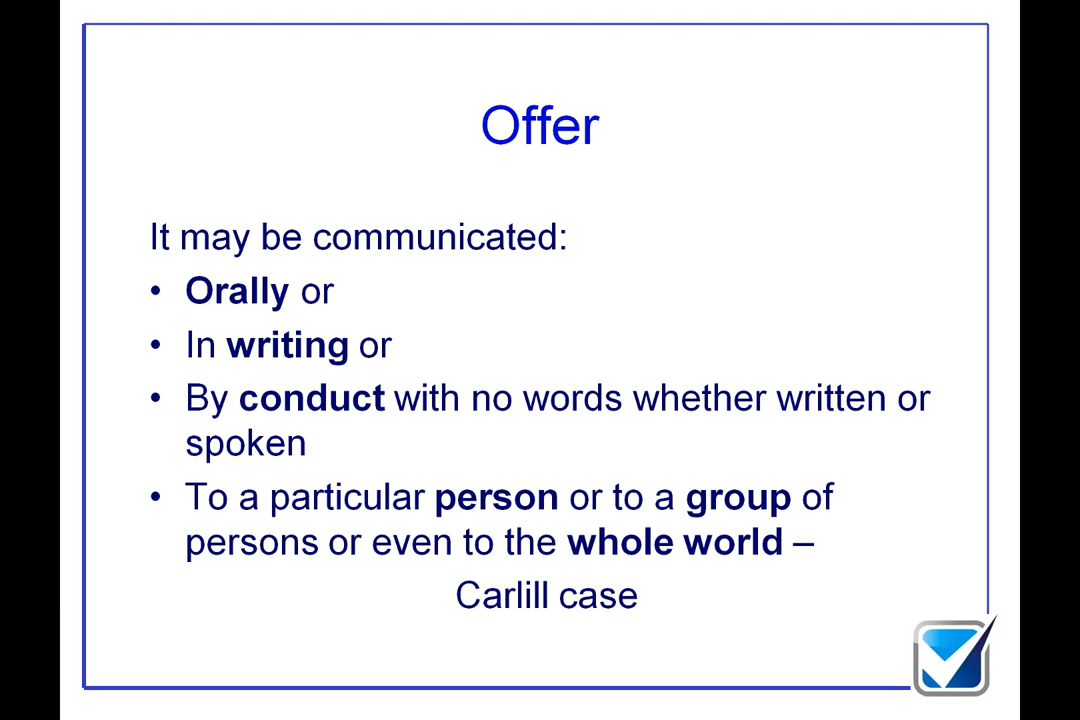 Offer
It may be communicated:
• Orally or
• In writing or
• By conduct with no words whether written or
spoken
• To a particular person or to a group of
persons or even to the whole world –
Carlill case